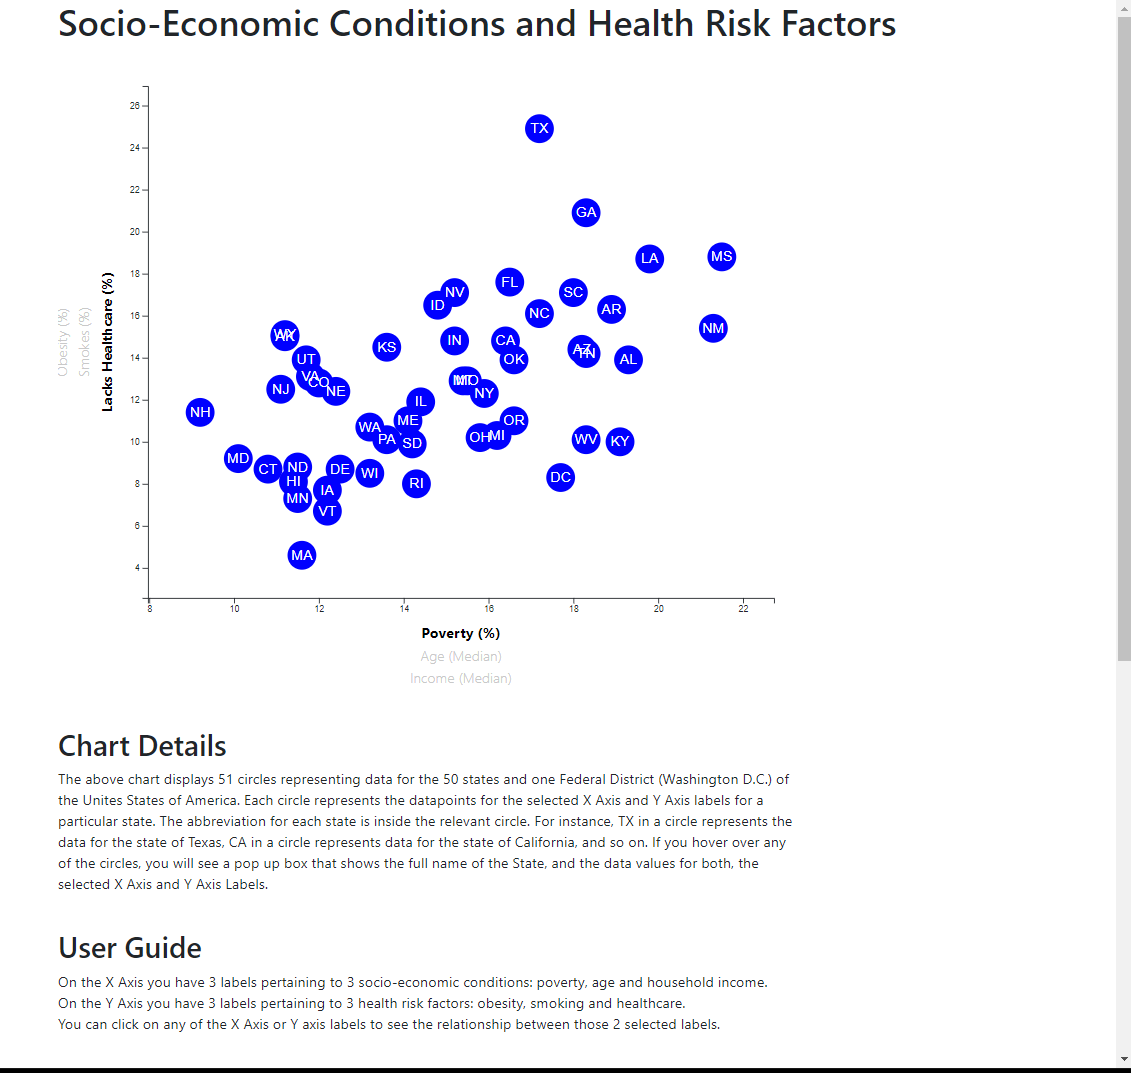 Socio-Economic Conditions and Health Risk Factors
26
24
22
20
18
16
14
12
10
8
6
4
Obesity (%)
Smokes (%)
Lacks Healthcare (%)
TX
GA
LA
MS
FL
NV
SC
ID
AR
NC
NM
WY
AK
IN
CA
KS
AZ
TN
UT
OK
AL
VA
CO
MO
NJ
NE
NY
IL
NH
ME
OR
WA
PA
SD
OH
MI
WV
KY
MD
CT
ND
DE
WI
DC
HI
RI
IA
MN
VT
MA
8
10
12
14
16
18
20
22
Poverty (%)
Age (Median)
Income (Median)
Chart Details
The above chart displays 51 circles representing data for the 50 states and one Federal District (Washington D.C.) of
the Unites States of America. Each circle represents the datapoints for the selected X Axis and Y Axis labels for a
particular state. The abbreviation for each state is inside the relevant circle. For instance, TX in a circle represents the
data for the state of Texas, CA in a circle represents data for the state of California, and so on. If you hover over any
of the circles, you will see a pop up box that shows the full name of the State, and the data values for both, the
selected X Axis and Y Axis Labels.
User Guide
On the X Axis you have 3 labels pertaining to 3 socio-economic conditions: poverty, age and household income.
On the Y Axis you have 3 labels pertaining to 3 health risk factors: obesity, smoking and healthcare.
You can click on any of the X Axis or Y axis labels to see the relationship between those 2 selected labels.